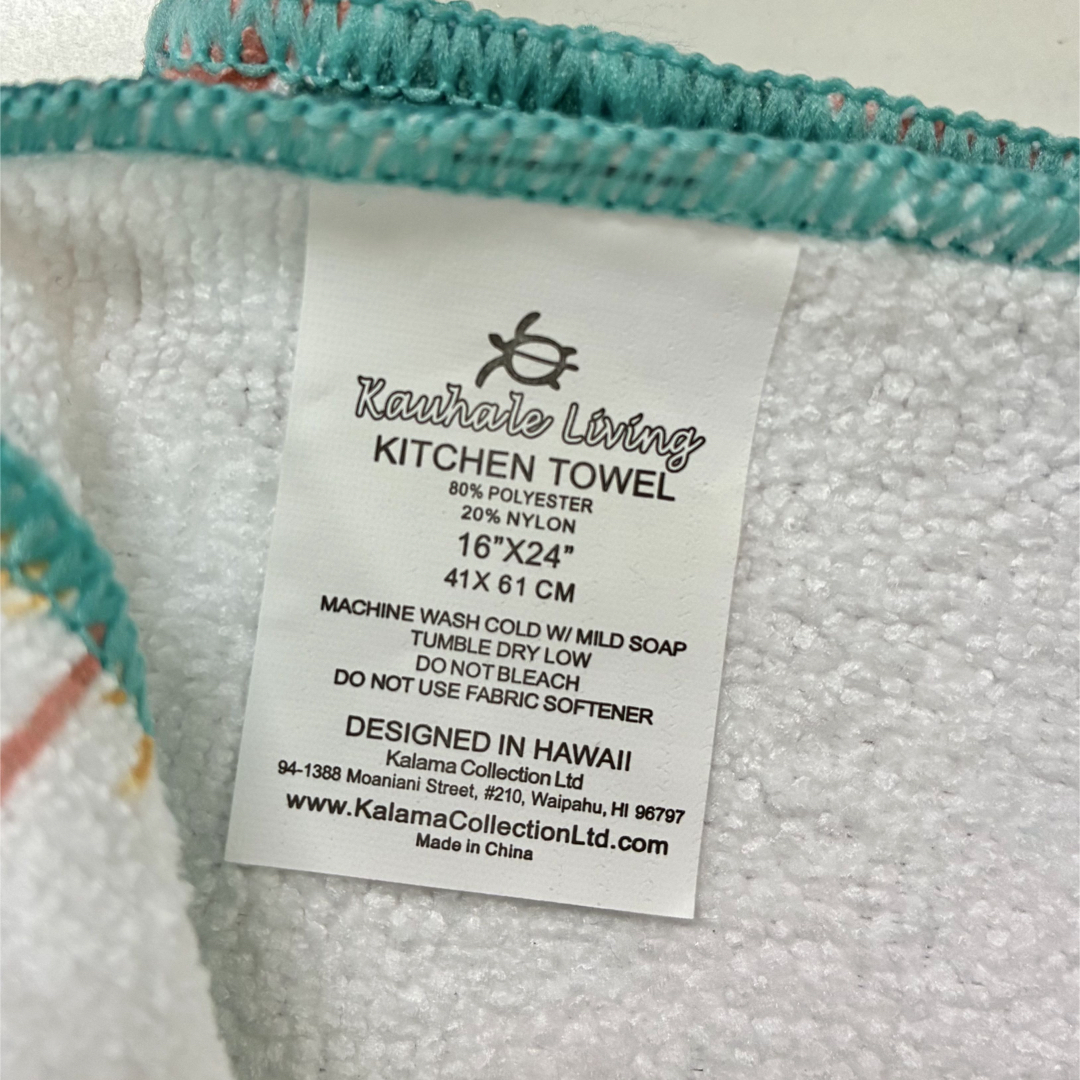 Kauhale Living
KITCHEN TOWEL
80% POLYESTER
20% NYLON
16”X24”
41X 61 CM
MACHINE WASH COLD W/ MILD SOAP
TUMBLE DRY LOW
DO NOT BLEACH
DO NOT USE FABRIC SOFTENER
DESIGNED IN HAWAII
Kalama Collection Ltd
94-1388 Moaniani Street, #210, Waipahu, HI 96797
www.KalamaCollectionLtd.com
Made in China